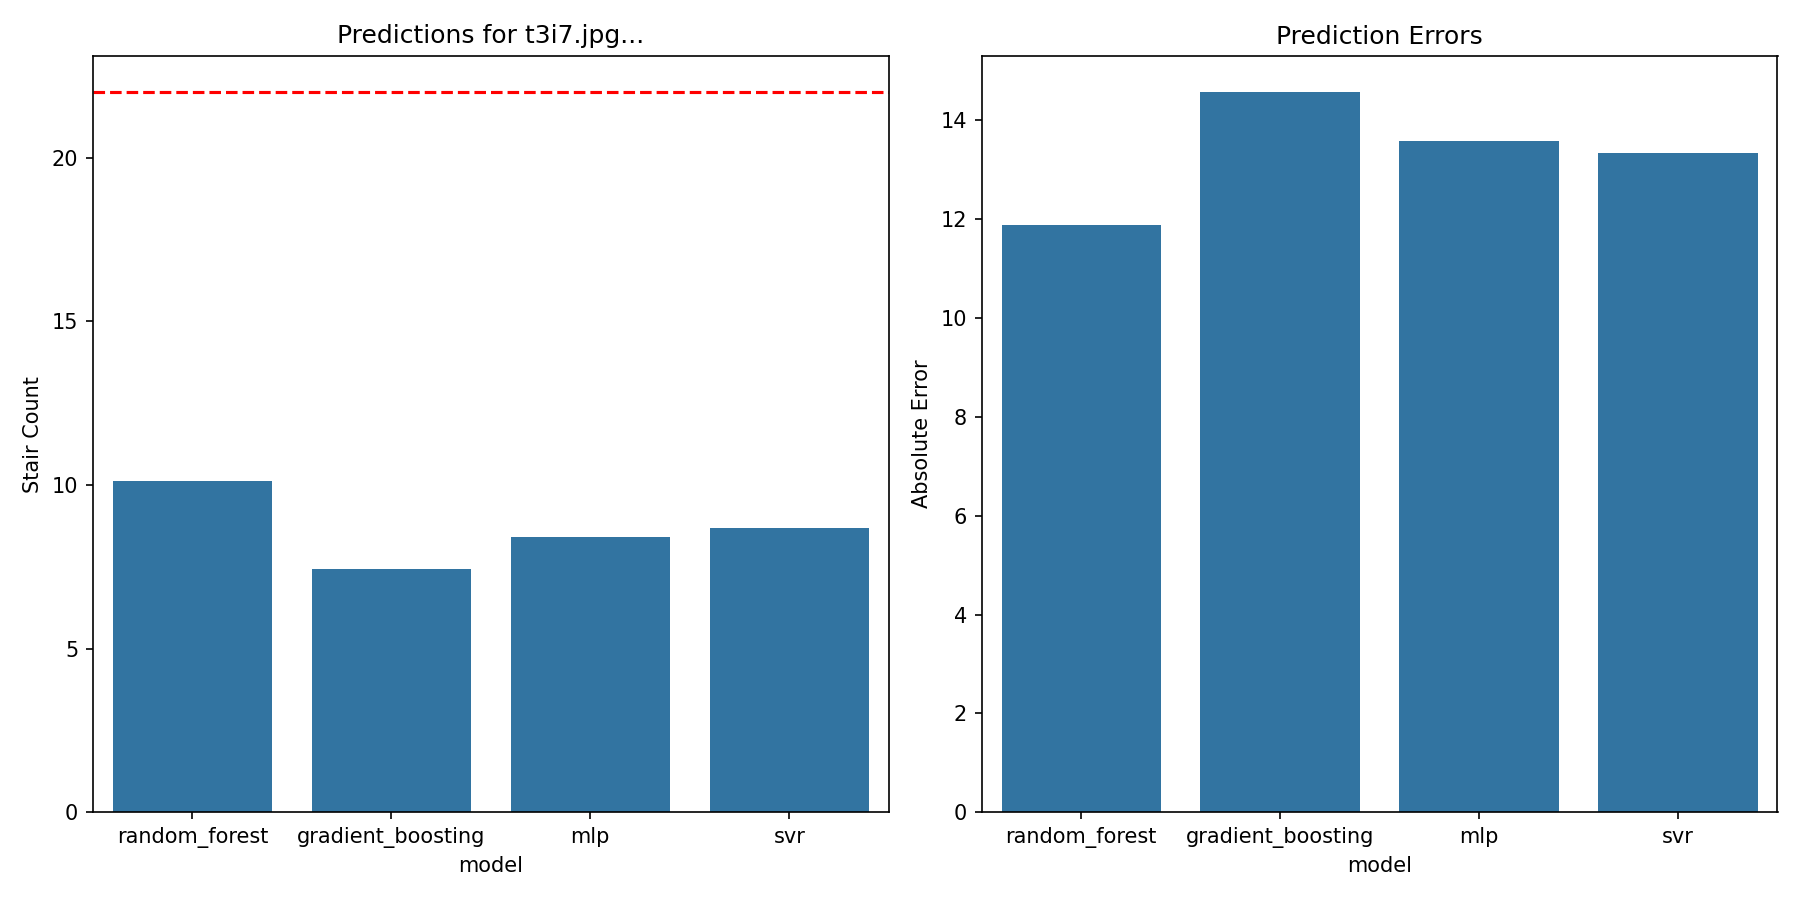 Predictions for t3i7.jpg...
Stair Count
20
15
10
5
0
random_forest gradient_boosting mlp svr
model
Prediction Errors
Absolute Error
14
12
10
8
6
4
2
0
random_forest gradient_boosting mlp svr
model